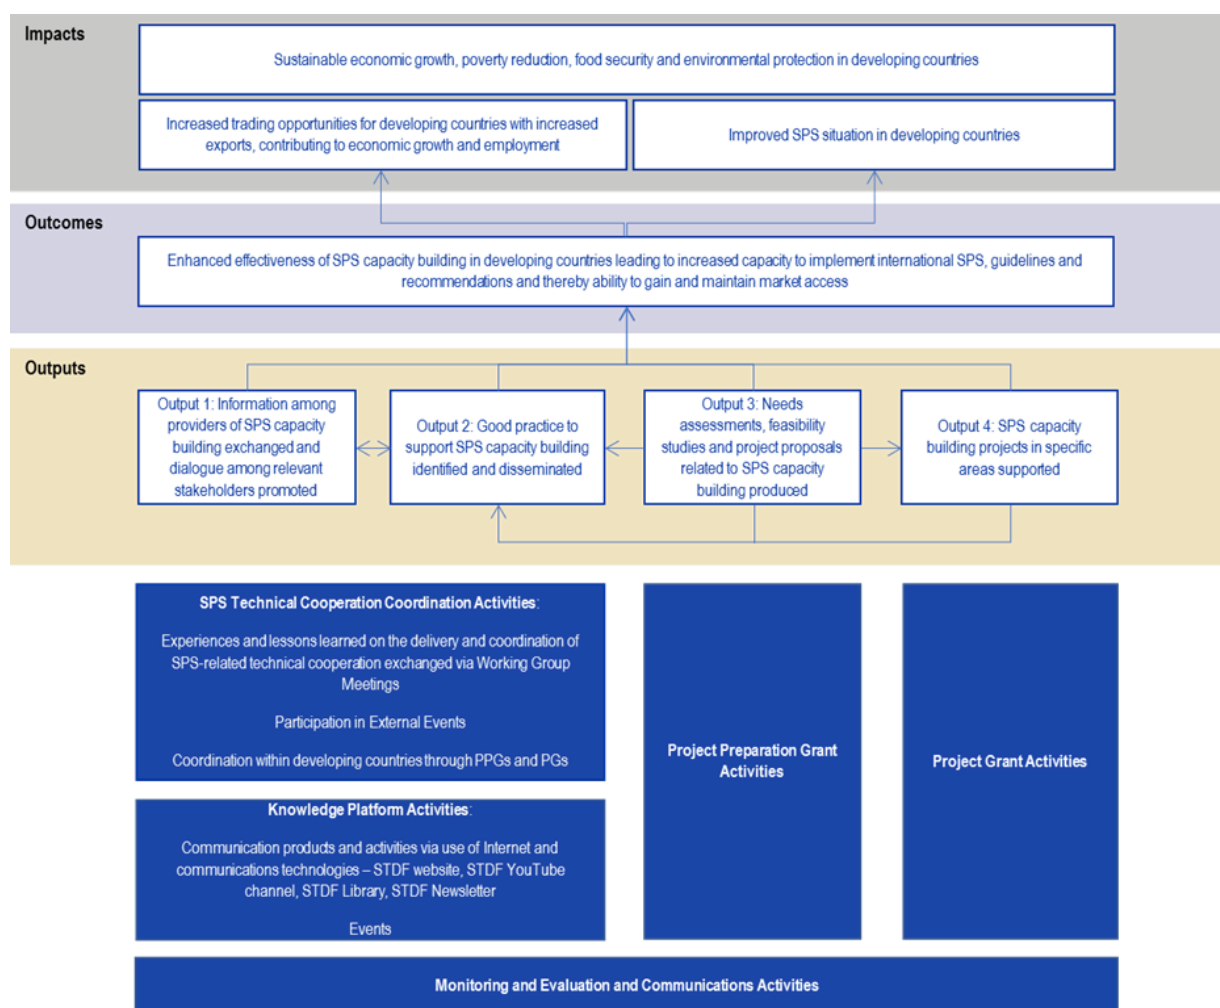 Impacts
Sustainable economic growth, poverty reduction, food security and environmental protection in developing countries
Increased trading opportunities for developing countries with increased
exports, contributing to economic growth and employment
Improved SPS situation in developing countries
Outcomes
Enhanced effectiveness of SPS capacity building in developing countries leading to increased capacity to implement international SPS, guidelines and
recommendations and thereby ability to gain and maintain market access
Outputs
Output 1: Information among
providers of SPS capacity
building exchanged and
dialogue among relevant
stakeholders promoted
Output 2: Good practice to
support SPS capacity building
identified and disseminated
Output 3: Needs
assessments, feasibility
studies and project proposals
related to SPS capacity
building produced
Output 4: SPS capacity
building projects in specific
areas supported
SPS Technical Cooperation Coordination Activities:
Experiences and lessons learned on the delivery and coordination of
SPS-related technical cooperation exchanged via Working Group
Meetings
Participation in External Events
Coordination within developing countries through PPGs and PGs
Knowledge Platform Activities:
Communication products and activities via use of Internet and
communications technologies – STDF website, STDF YouTube
channel, STDF Library, STDF Newsletter
Events
Project Preparation Grant
Activities
Project Grant Activities
Monitoring and Evaluation and Communications Activities